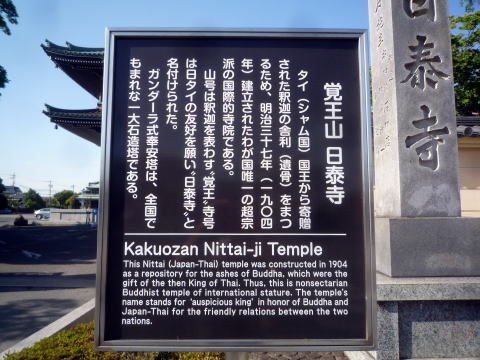 覚王山 日泰寺
タイ（シャム国）国王から寄贈
された釈迦の舎利（遺骨）をまつ
るため、明治三十七年（一九〇四
年）建立されたわが国唯一の超宗
派の国際的寺院である。
山号は釈迦を表わす〝覚王〟寺号
は日タイの友好を願い〝日泰寺〟と
名付けられた。
ガンダーラ式奉安塔は、全国で
もまれな一大石造塔である。
Kakuozan Nittai-ji Temple
This Nittai (Japan-Thai) temple was constructed in 1904
as a repository for the ashes of Buddha, which were the
gift of the then King of Thai. Thus, this is nonsectarian
Buddhist temple of international stature. The temple's
name stands for 'auspicious king' in honor of Buddha and
Japan-Thai for the friendly relations between the two
nations.
日泰寺